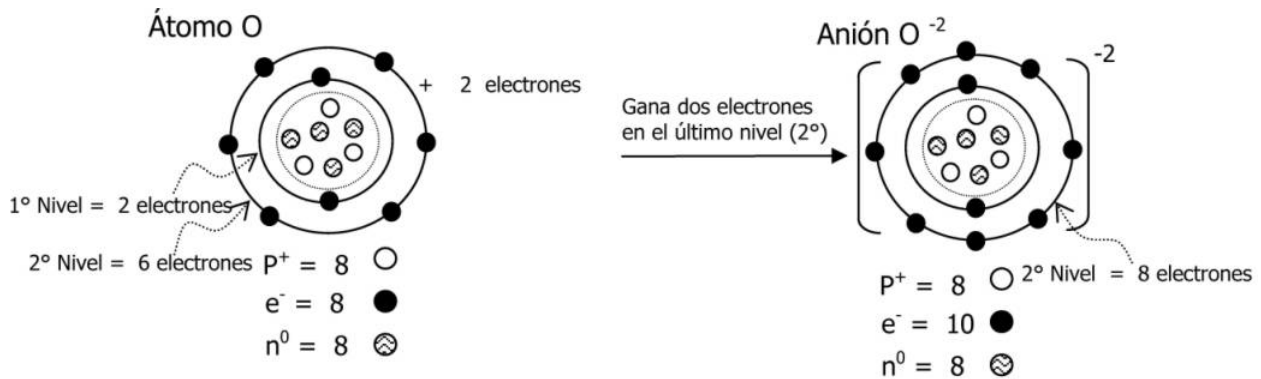 Átomo O
+ 2 electrones
1° Nivel = 2 electrones
2° Nivel = 6 electrones
P⁺ = 8
e⁻ = 8
n⁰ = 8
Gana dos electrones
en el último nivel (2°)
Anión O ⁻²
-2
2° Nivel = 8 electrones
P⁺ = 8
e⁻ = 10
n⁰ = 8